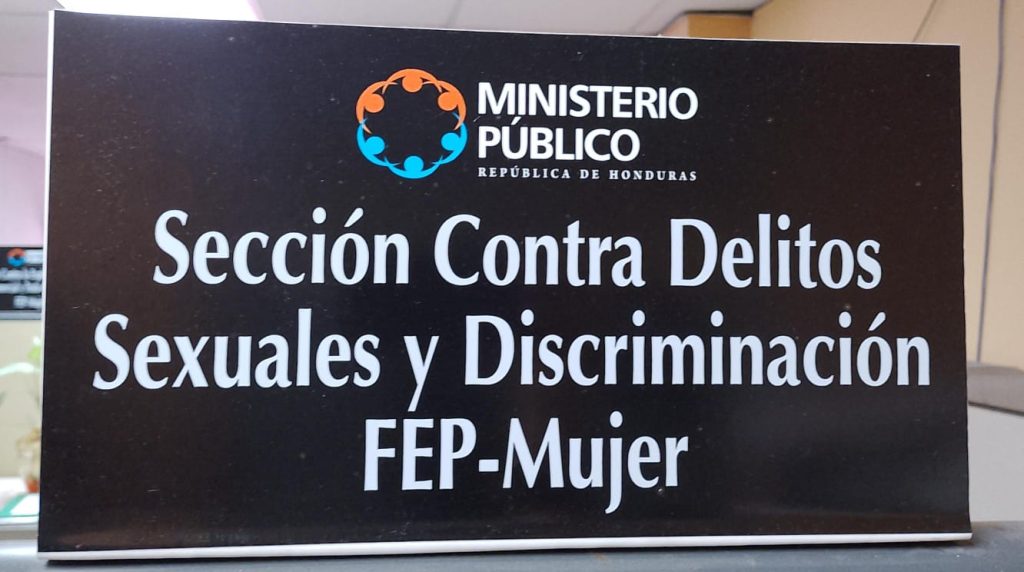 MINISTERIO
PÚBLICO
REPÚBLICA DE HONDURAS
Sección Contra Delitos
Sexuales y Discriminación
FEP-Mujer